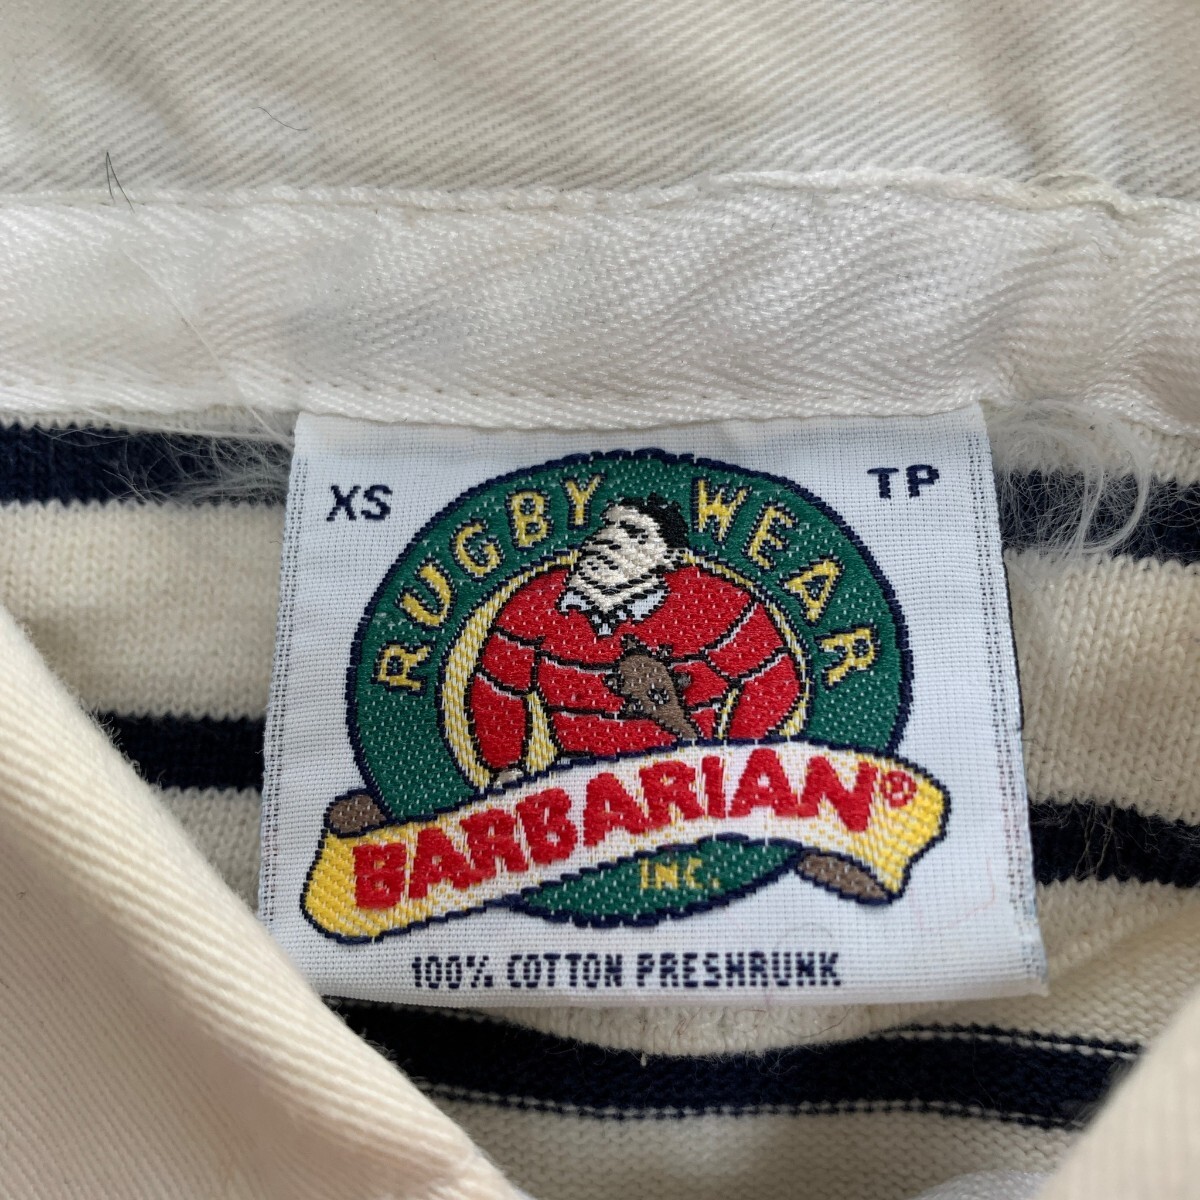 XS TP
RUGBY WEAR
BARBARIAN®
INC.
100% COTTON PRESHRUNK